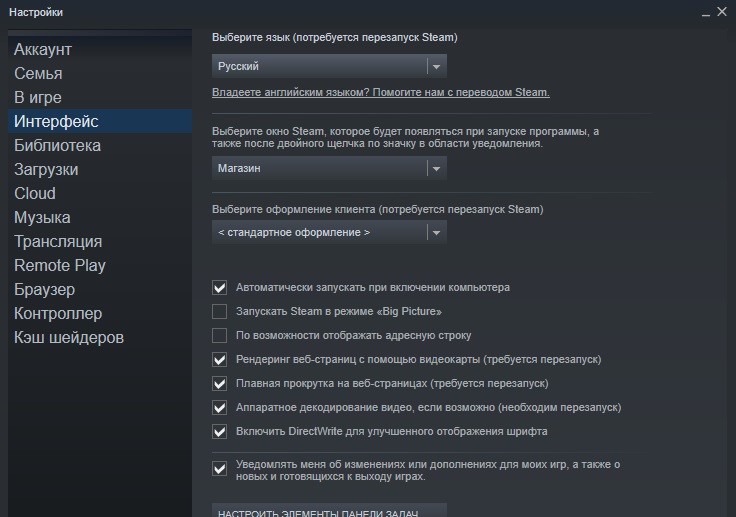 Настройки
Аккаунт
Семья
В игре
Интерфейс
Библиотека
Загрузки
Cloud
Музыка
Трансляция
Remote Play
Браузер
Контроллер
Кэш шейдеров
Выберите язык (потребуется перезапуск Steam)
Русский
Владеете английским языком? Помогите нам с переводом Steam.
Выберите окно Steam, которое будет появляться при запуске программы, а
также после двойного щелчка по значку в области уведомления.
Магазин
Выберите оформление клиента (потребуется перезапуск Steam)
< стандартное оформление >
Автоматически запускать при включении компьютера
Запускать Steam в режиме «Big Picture»
По возможности отображать адресную строку
Рендеринг веб-страниц с помощью видеокарты (требуется перезапуск)
Плавная прокрутка на веб-страницах (требуется перезапуск)
Аппаратное декодирование видео, если возможно (необходим перезапуск)
Включить DirectWrite для улучшенного отображения шрифта
Уведомлять меня об изменениях или дополнениях для моих игр, а также о
новых и готовящихся к выходу играх.
НАСТРОИТЬ ЭЛЕМЕНТЫ ПАНЕЛИ ЗАДАЧ